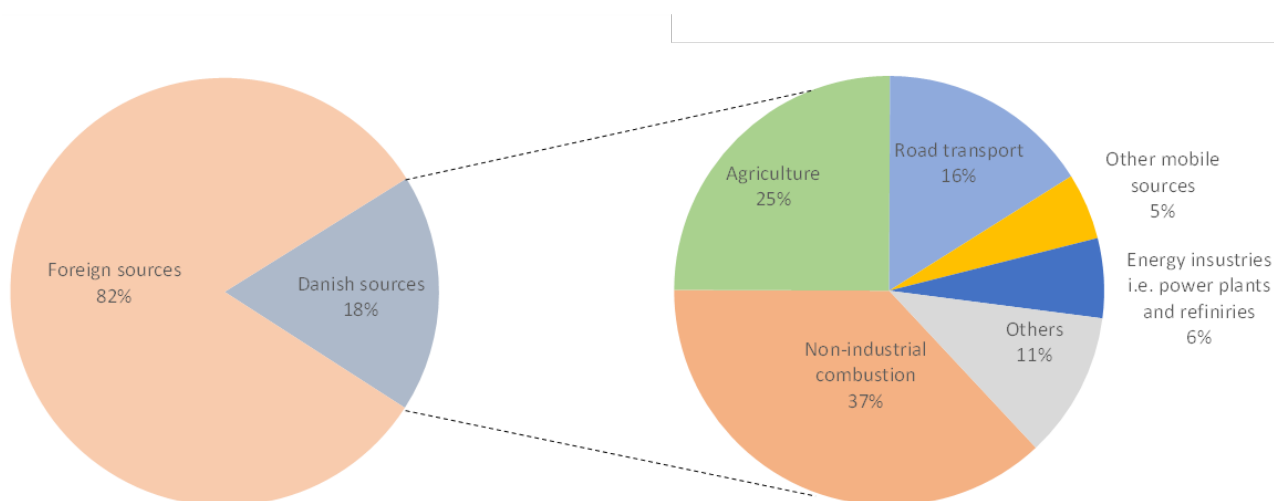 Foreign sources
82%
Danish sources
18%
Agriculture
25%
Road transport
16%
Other mobile
sources
5%
Energy insustries
i.e. power plants
and refiniries
6%
Others
11%
Non-industrial
combustion
37%